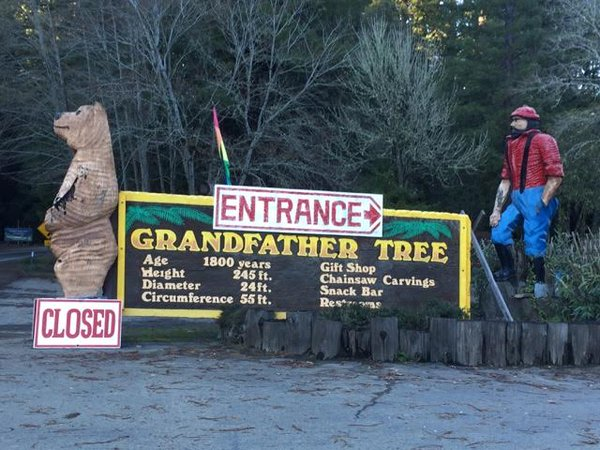 ENTRANCE
GRANDFATHER TREE
Age 1800 years
Height 245 ft.
Diameter 24 ft.
Circumference 55 ft.
Gift Shop
Chainsaw Carvings
Snack Bar
Restrooms
CLOSED